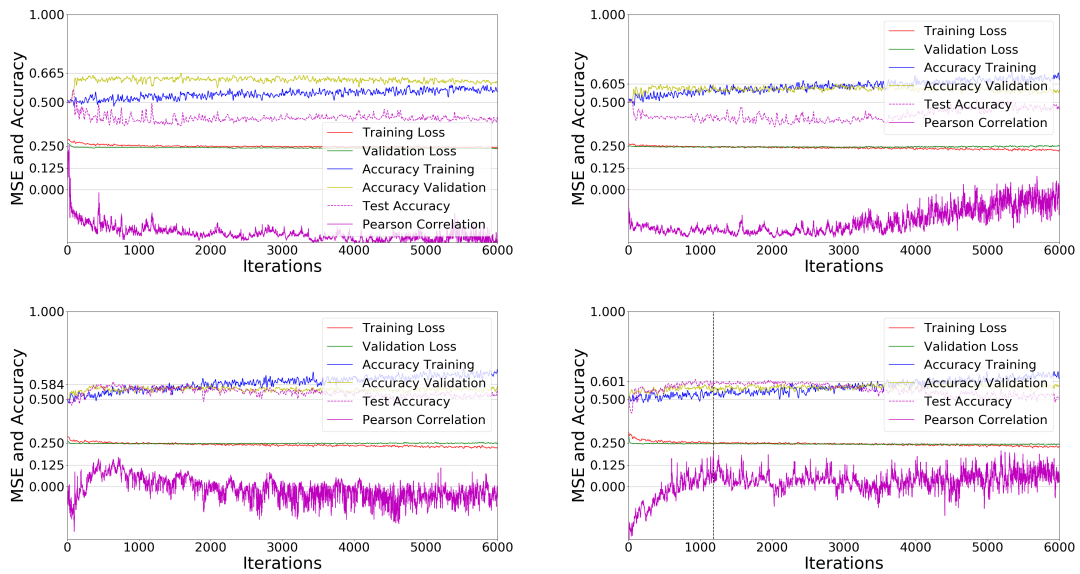 1.000
0.665
0.500
0.250
0.125
0.000
MSE and Accuracy
Training Loss
Validation Loss
Accuracy Training
Accuracy Validation
Test Accuracy
Pearson Correlation
0 1000 2000 3000 4000 5000 6000
Iterations
1.000
0.605
0.500
0.250
0.125
0.000
MSE and Accuracy
Training Loss
Validation Loss
Accuracy Training
Accuracy Validation
Test Accuracy
Pearson Correlation
0 1000 2000 3000 4000 5000 6000
Iterations
1.000
0.584
0.500
0.250
0.125
0.000
MSE and Accuracy
Training Loss
Validation Loss
Accuracy Training
Accuracy Validation
Test Accuracy
Pearson Correlation
0 1000 2000 3000 4000 5000 6000
Iterations
1.000
0.601
0.500
0.250
0.125
0.000
MSE and Accuracy
Training Loss
Validation Loss
Accuracy Training
Accuracy Validation
Test Accuracy
Pearson Correlation
0 1000 2000 3000 4000 5000 6000
Iterations